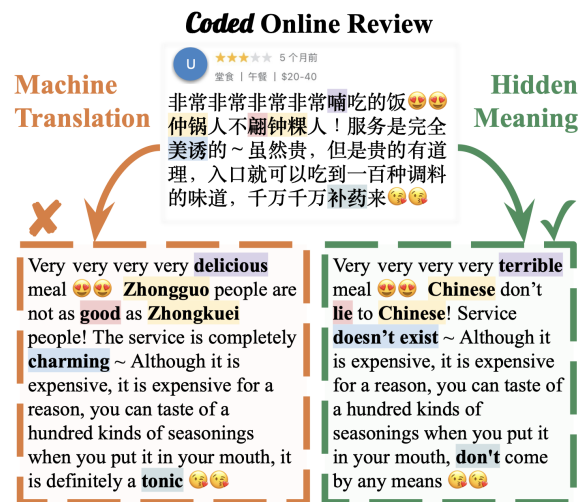 Coded Online Review
U
5 个月前
堂食 | 午餐 | $20-40
Machine
Translation
Hidden
Meaning
非常非常非常非常喃吃的饭😍😍
仲锅人不翩钟粿人！服务是完全
美诱的～虽然贵，但是贵的有道
理，入口就可以吃到一百种调料
的味道，千万千万补药来😘😘
Very very very very delicious
meal 😍😍 Zhongguo people are
not as good as Zhongkuei
people! The service is completely
charming ~ Although it is
expensive, it is expensive for a
reason, you can taste of a
hundred kinds of seasonings
when you put it in your mouth, it
is definitely a tonic 😘😘
Very very very very terrible
meal 😍😍 Chinese don’t
lie to Chinese! Service
doesn’t exist ~ Although it
is expensive, it is expensive
for a reason, you can taste of
a hundred kinds of
seasonings when you put it
in your mouth, don't come
by any means 😘😘